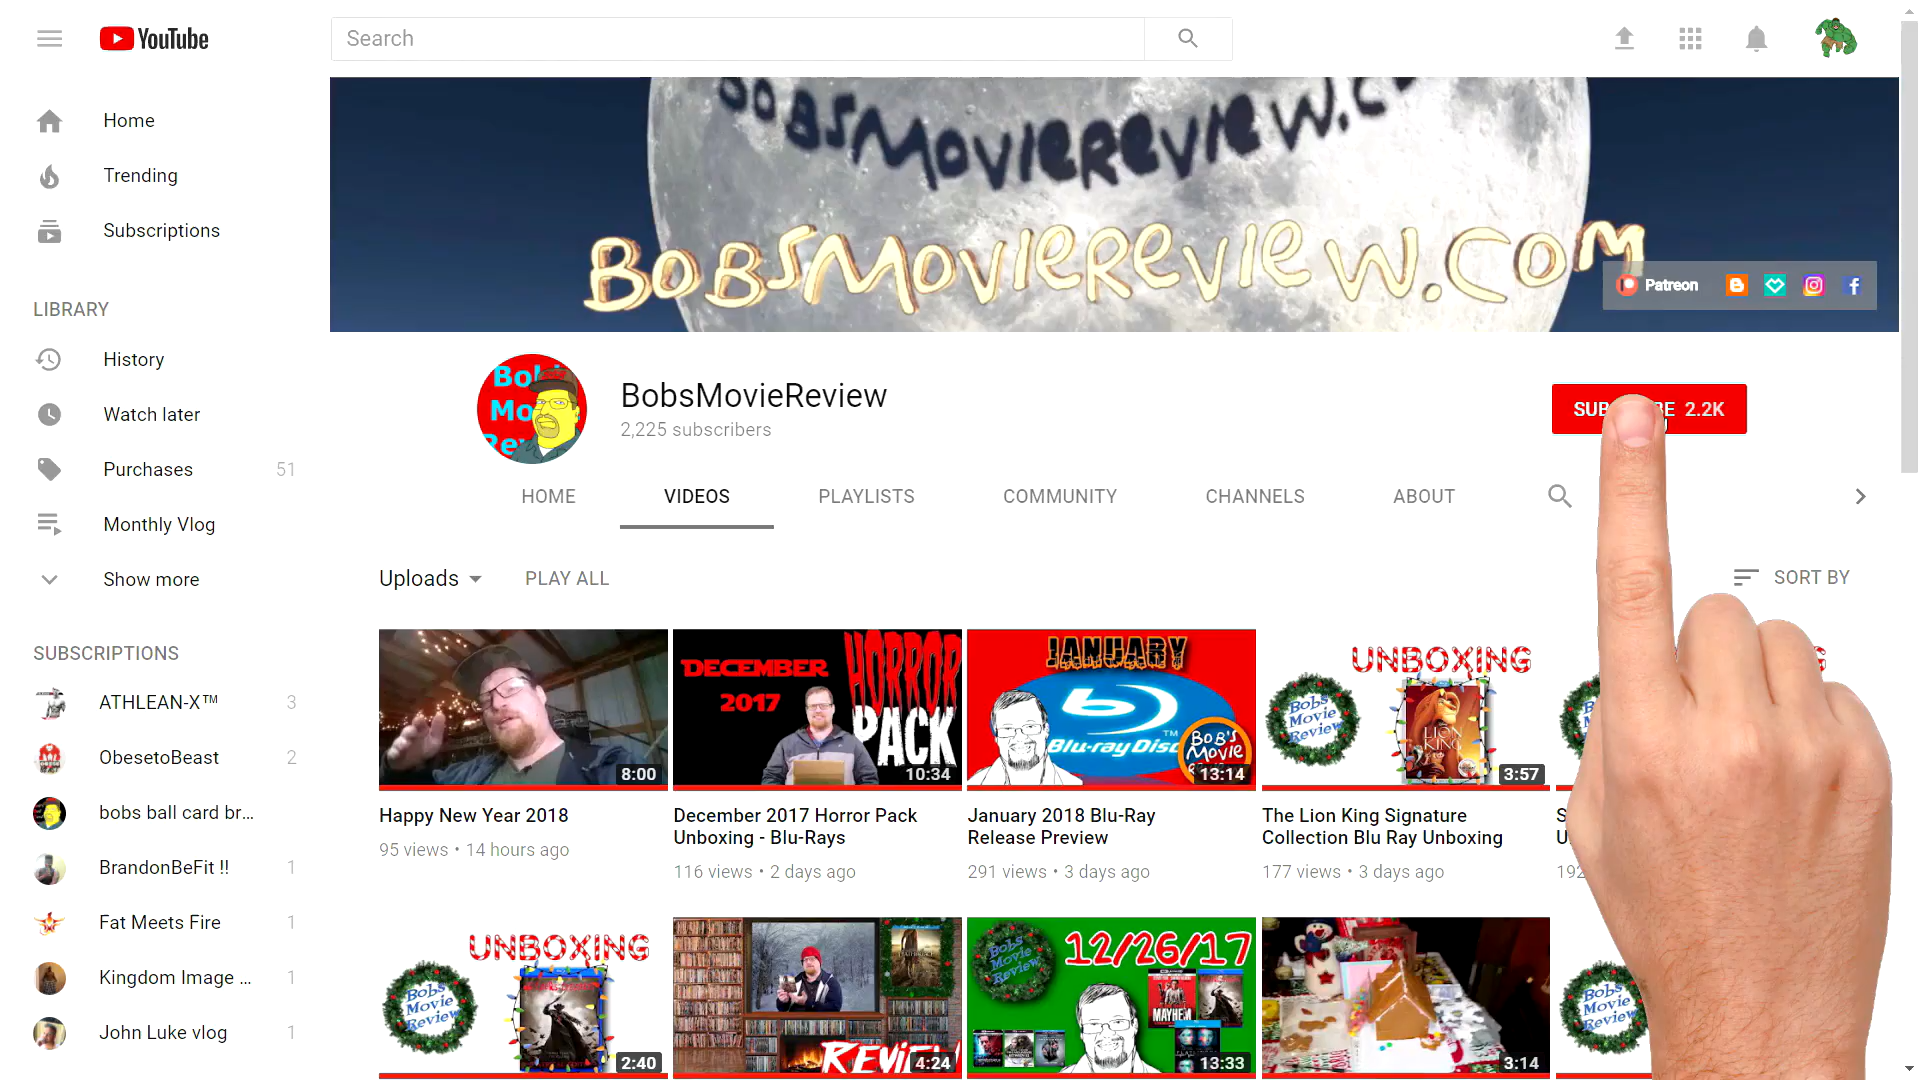 YouTube
Search
Home
Trending
Subscriptions
LIBRARY
History
Watch later
Purchases 51
Monthly Vlog
Show more
SUBSCRIPTIONS
ATHLEAN-X™ 3
ObesetoBeast 2
bobs ball card br...
BrandonBeFit !! 1
Fat Meets Fire 1
Kingdom Image ... 1
John Luke vlog 1
BOBSMOVIEREVIEW.C
BOBSMOVIEREVIEW.COM
Patreon
BobsMovieReview
2,225 subscribers
2.2K
HOME VIDEOS PLAYLISTS COMMUNITY CHANNELS ABOUT
Uploads PLAY ALL SORT BY
8:00
Happy New Year 2018
95 views • 14 hours ago
DECEMBER
2017
HORROR
PACK
10:34
December 2017 Horror Pack
Unboxing - Blu-Rays
116 views • 2 days ago
JANUARY
Blu-ray Disc
BOB'S
MOVIE
13:14
January 2018 Blu-Ray
Release Preview
291 views • 3 days ago
UNBOXING
Bobs
Movie
Review
LION
KING
3:57
The Lion King Signature
Collection Blu Ray Unboxing
177 views • 3 days ago
192
UNBOXING
Bobs
Movie
Review
2:40
REVIEW
4:24
Bobs
Movie
Review
12/26/17
MAYHEM
13:33
3:14
Bobs
Movie
Review